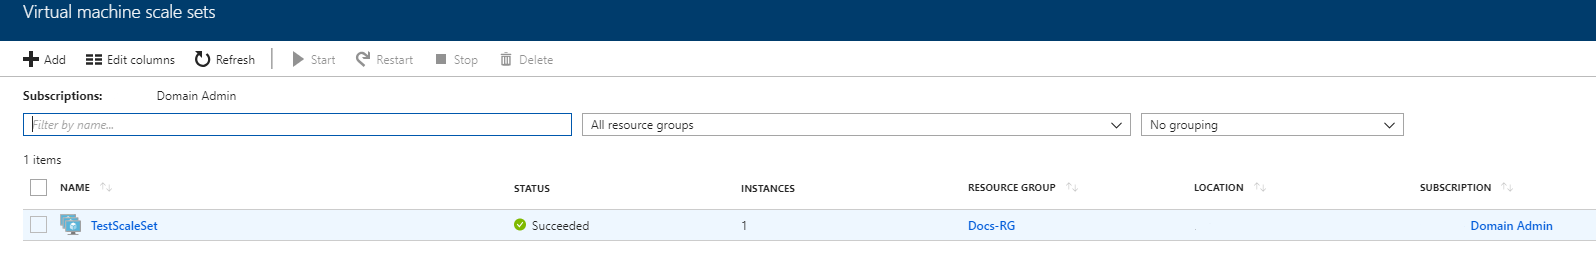 Virtual machine scale sets
Add Edit columns Refresh Start Restart Stop Delete
Subscriptions: Domain Admin
Filter by name... All resource groups No grouping
1 items
NAME STATUS INSTANCES RESOURCE GROUP LOCATION SUBSCRIPTION
TestScaleSet Succeeded 1 Docs-RG Domain Admin